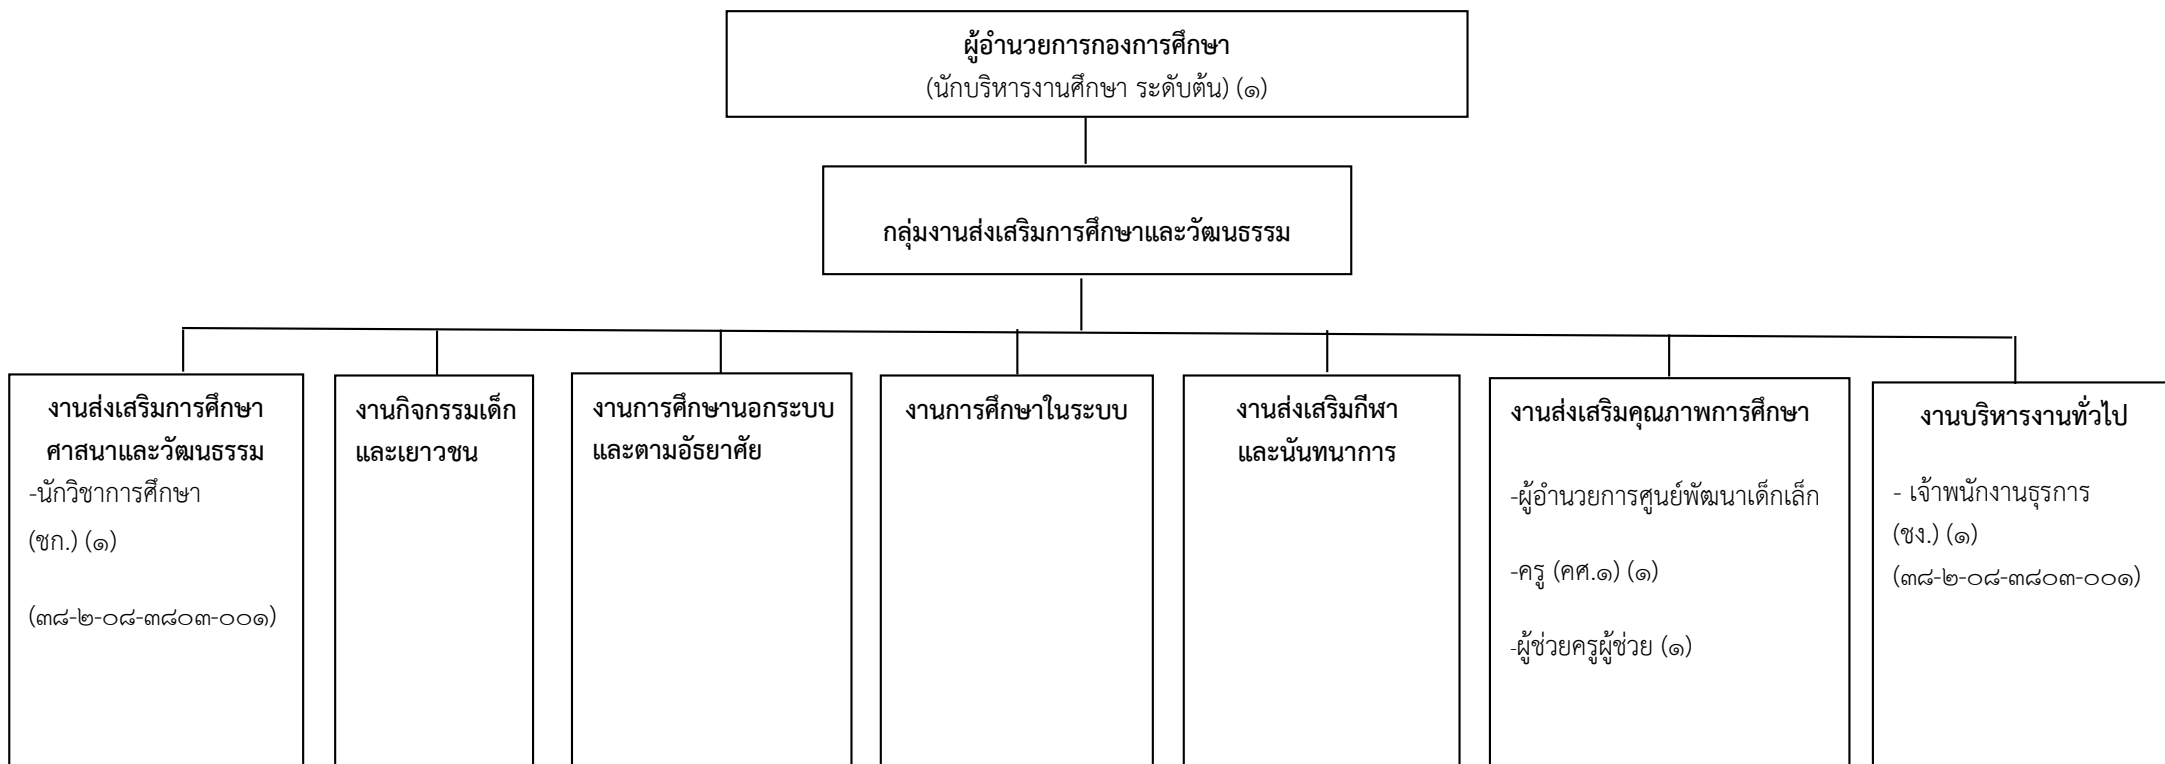 ผู้อำนวยการกองการศึกษา
(นักบริหารงานศึกษา ระดับต้น) (๑)
กลุ่มงานส่งเสริมการศึกษาและวัฒนธรรม
งานส่งเสริมการศึกษา
ศาสนาและวัฒนธรรม
-นักวิชาการศึกษา
(ชก.) (๑)
(๓๘-๒-๐๘-๓๘๐๓-๐๐๑)
งานกิจกรรมเด็ก
และเยาวชน
งานการศึกษานอกระบบ
และตามอัธยาศัย
งานการศึกษาในระบบ
งานส่งเสริมกีฬา
และนันทนาการ
งานส่งเสริมคุณภาพการศึกษา
-ผู้อำนวยการศูนย์พัฒนาเด็กเล็ก
-ครู (คศ.๑) (๑)
-ผู้ช่วยครูผู้ช่วย (๑)
งานบริหารงานทั่วไป
- เจ้าพนักงานธุรการ
(ชง.) (๑)
(๓๘-๒-๐๘-๓๘๐๓-๐๐๑)